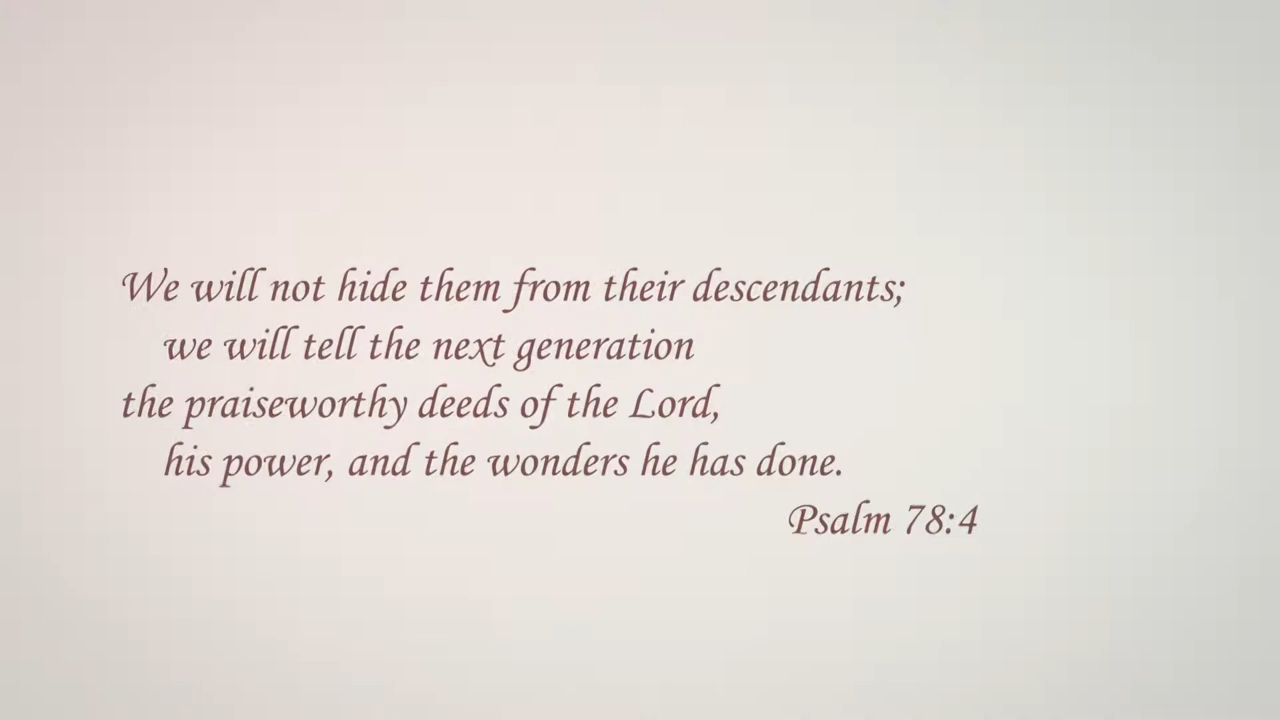 We will not hide them from their descendants;
we will tell the next generation
the praiseworthy deeds of the Lord,
his power, and the wonders he has done.
Psalm 78:4